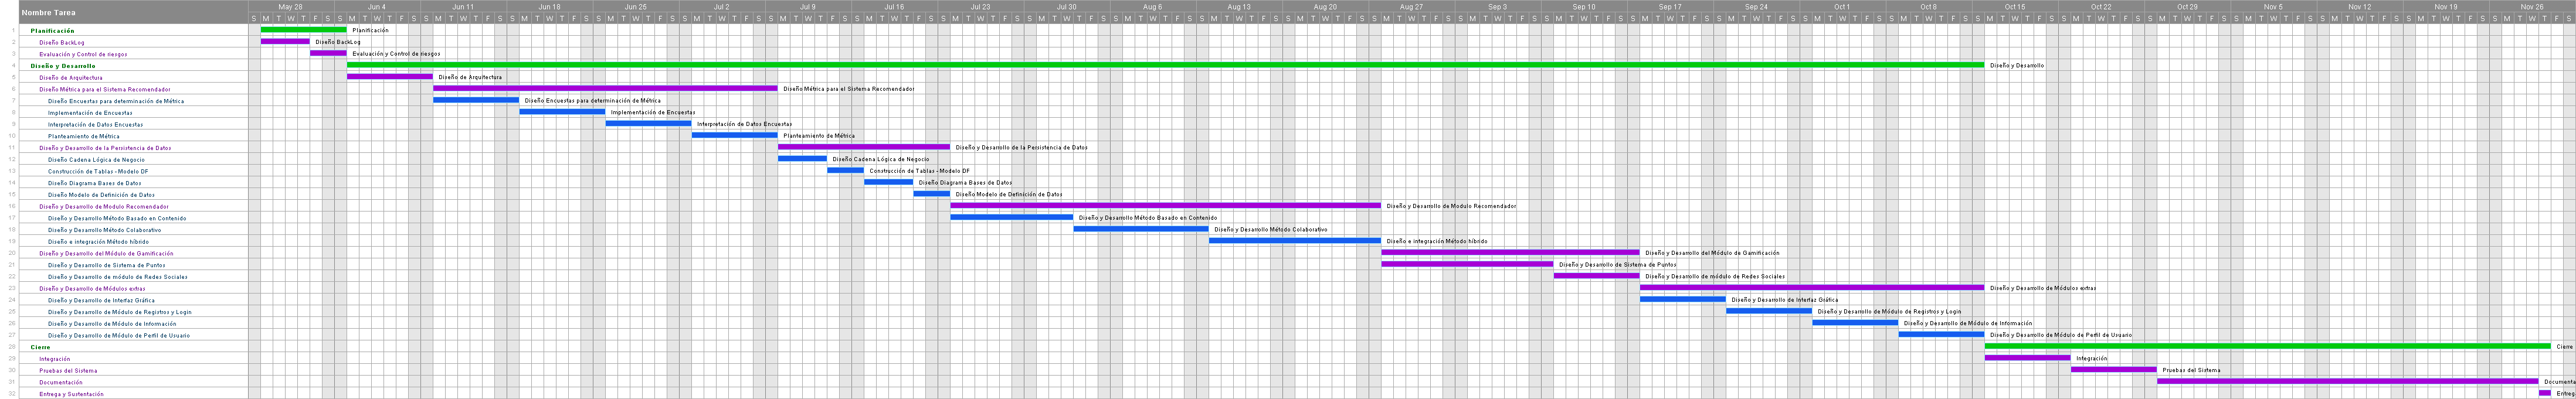 Nombre Tarea May 28 Jun 4 Jun 11 Jun 18 Jun 25 Jul 2 Jul 9 Jul 16 Jul 23 Jul 30 Aug 6 Aug 13 Aug 20 Aug 27 Sep 3 Sep 10 Sep 17 Sep 24 Oct 1 Oct 8 Oct 15 Oct 22 Oct 29 Nov 5 Nov 12 Nov 19 Nov 26
S M T W T F S S M T W T F S S M T W T F S S M T W T F S S M T W T F S S M T W T F S S M T W T F S S M T W T F S S M T W T F S S M T W T F S S M T W T F S S M T W T F S S M T W T F S S M T W T F S S M T W T F S S M T W T F S S M T W T F S S M T W T F S S M T W T F S S M T W T F S S M T W T F S S M T W T F S S M T W T F S S M T W T F S S M T W T F S S M T W T F S S M T W T F S
1 Planificación Planificación
2 Diseño BackLog Diseño BackLog
3 Evaluación y Control de riesgos Evaluación y Control de riesgos
4 Diseño y Desarrollo Diseño y Desarrollo
5 Diseño de Arquitectura Diseño de Arquitectura
6 Diseño Métrica para el Sistema Recomendador Diseño Métrica para el Sistema Recomendador
7 Diseño Encuestas para determinación de Métrica Diseño Encuestas para determinación de Métrica
8 Implementación de Encuestas Implementación de Encuestas
9 Interpretación de Datos Encuestas Interpretación de Datos Encuestas
10 Planteamiento de Métrica Planteamiento de Métrica
11 Diseño y Desarrollo de la Persistencia de Datos Diseño y Desarrollo de la Persistencia de Datos
12 Diseño Cadena Lógica de Negocio Diseño Cadena Lógica de Negocio
13 Construcción de Tablas - Modelo DF Construcción de Tablas - Modelo DF
14 Diseño Diagrama Bases de Datos Diseño Diagrama Bases de Datos
15 Diseño Modelo de Definición de Datos Diseño Modelo de Definición de Datos
16 Diseño y Desarrollo de Modulo Recomendador Diseño y Desarrollo de Modulo Recomendador
17 Diseño y Desarrollo Método Basado en Contenido Diseño y Desarrollo Método Basado en Contenido
18 Diseño y Desarrollo Método Colaborativo Diseño y Desarrollo Método Colaborativo
19 Diseño e integración Método híbrido Diseño e integración Método híbrido
20 Diseño y Desarrollo del Módulo de Gamificación Diseño y Desarrollo del Módulo de Gamificación
21 Diseño y Desarrollo de Sistema de Puntos Diseño y Desarrollo de Sistema de Puntos
22 Diseño y Desarrollo de módulo de Redes Sociales Diseño y Desarrollo de módulo de Redes Sociales
23 Diseño y Desarrollo de Módulos extras Diseño y Desarrollo de Módulos extras
24 Diseño y Desarrollo de Interfaz Gráfica Diseño y Desarrollo de Interfaz Gráfica
25 Diseño y Desarrollo de Módulo de Registros y Login Diseño y Desarrollo de Módulo de Registros y Login
26 Diseño y Desarrollo de Módulo de Información Diseño y Desarrollo de Módulo de Información
27 Diseño y Desarrollo de Módulo de Perfil de Usuario Diseño y Desarrollo de Módulo de Perfil de Usuario
28 Cierre Cierre
29 Integración Integración
30 Pruebas del Sistema Pruebas del Sistema
31 Documentación Documenta
32 Entrega y Sustentación Entreg